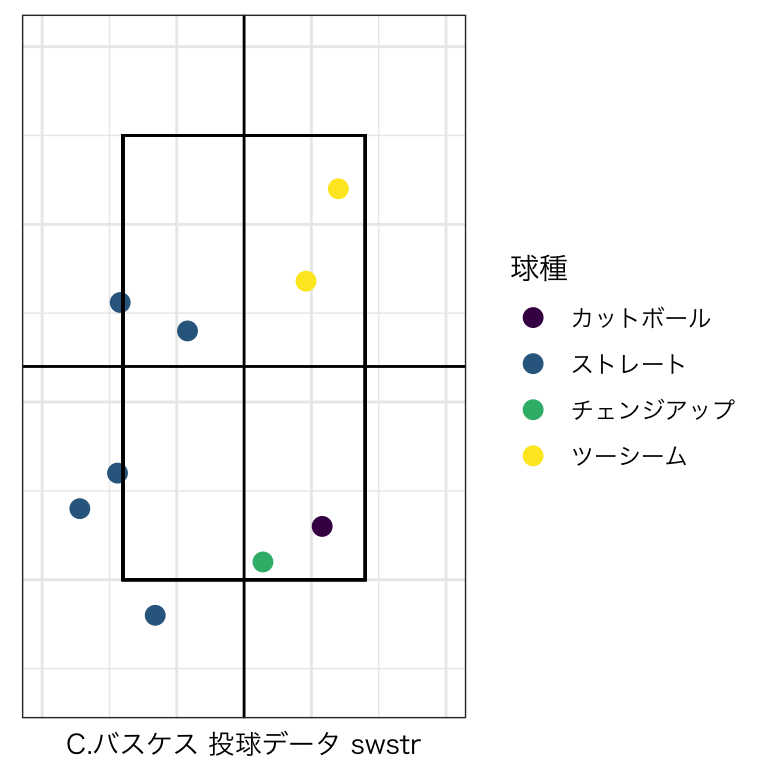 球種
カットボール
ストレート
チェンジアップ
ツーシーム
C.バスケス 投球データ swstr